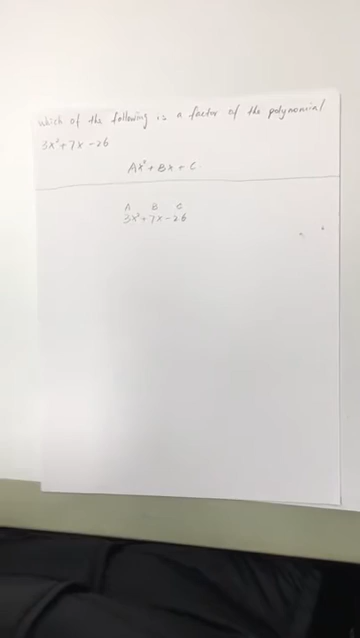 which of the following is a factor of the polynomial
3x²+7x-26
Ax²+Bx+C
A B C
3x²+7x-26